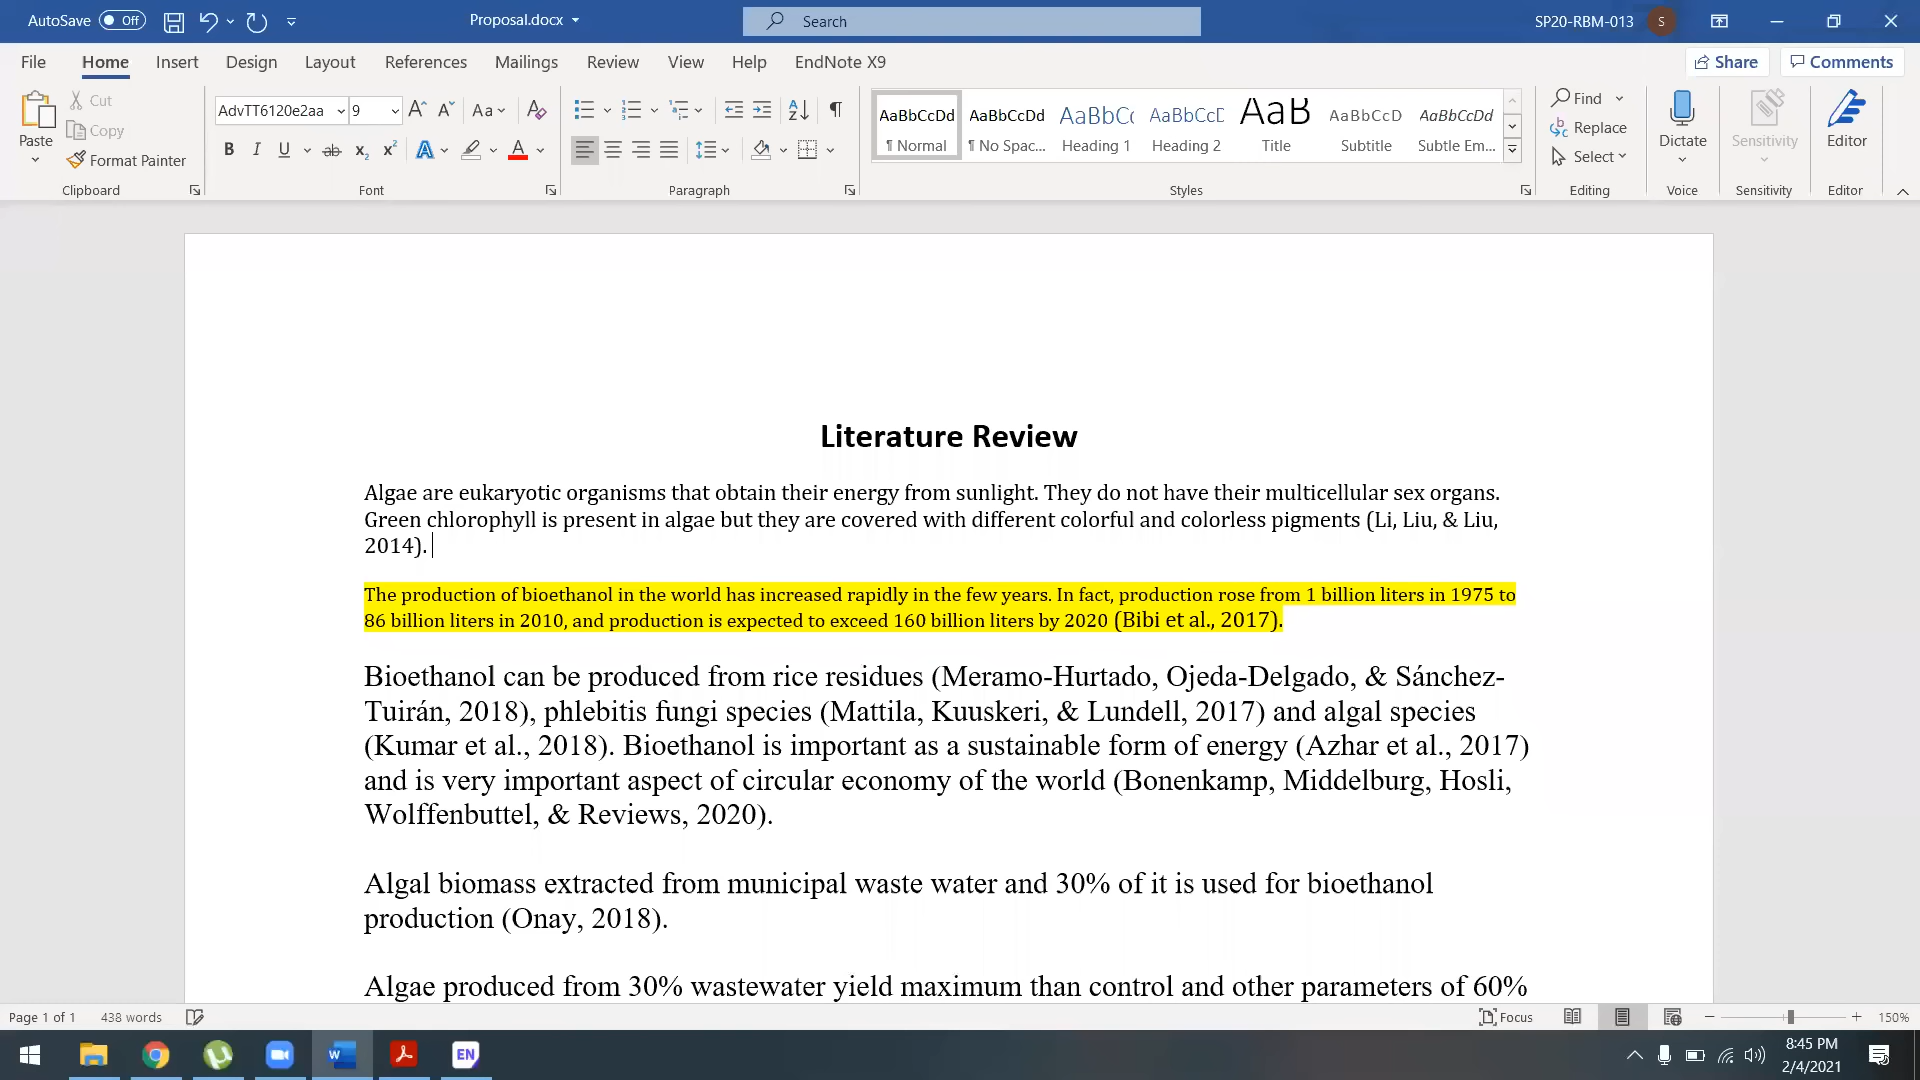 AutoSave Off Proposal.docx Search SP20-RBM-013 S
File Home Insert Design Layout References Mailings Review View Help EndNote X9 Share Comments
Paste Cut Copy Format Painter Clipboard
AdvTT6120e2aa 9 Aa B I U ab x2 x2 A A Font
Paragraph
AaBbCcDd AaBbCcDd AaBbCc AaBbCcD AaB AaBbCcD AaBbCcDd
¶ Normal ¶ No Spac... Heading 1 Heading 2 Title Subtitle Subtle Em...
Styles
Find Replace Select Editing
Dictate Voice
Sensitivity Sensitivity
Editor Editor
Literature Review
Algae are eukaryotic organisms that obtain their energy from sunlight. They do not have their multicellular sex organs.
Green chlorophyll is present in algae but they are covered with different colorful and colorless pigments (Li, Liu, & Liu,
2014).
The production of bioethanol in the world has increased rapidly in the few years. In fact, production rose from 1 billion liters in 1975 to
86 billion liters in 2010, and production is expected to exceed 160 billion liters by 2020 (Bibi et al., 2017).
Bioethanol can be produced from rice residues (Meramo-Hurtado, Ojeda-Delgado, & Sánchez-
Tuirán, 2018), phlebitis fungi species (Mattila, Kuuskeri, & Lundell, 2017) and algal species
(Kumar et al., 2018). Bioethanol is important as a sustainable form of energy (Azhar et al., 2017)
and is very important aspect of circular economy of the world (Bonenkamp, Middelburg, Hosli,
Wolffenbuttel, & Reviews, 2020).
Algal biomass extracted from municipal waste water and 30% of it is used for bioethanol
production (Onay, 2018).
Algae produced from 30% wastewater yield maximum than control and other parameters of 60%
Page 1 of 1 438 words Focus 150%
EN 8:45 PM
2/4/2021